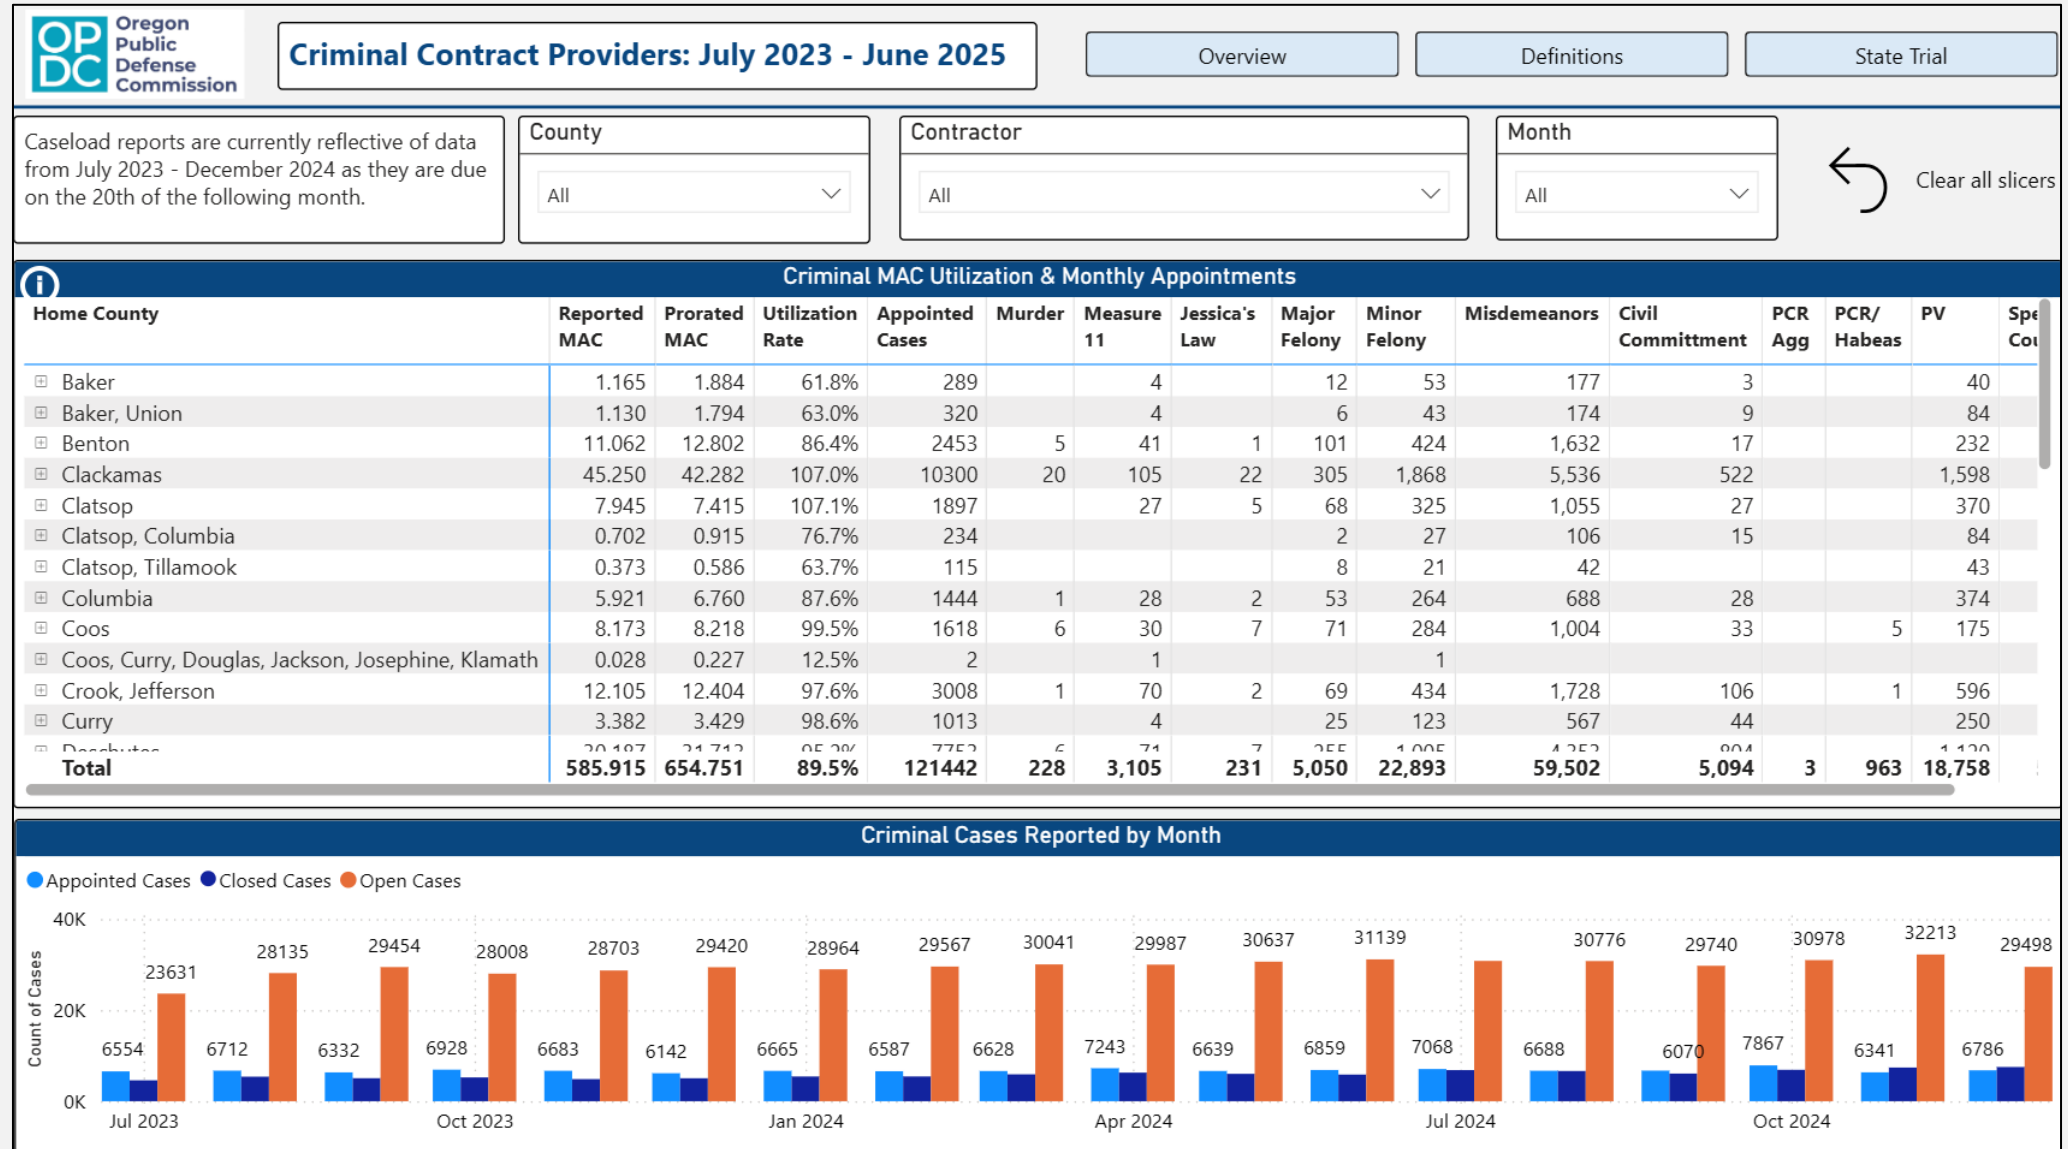 OP
DC
Oregon
Public
Defense
Commission
Criminal Contract Providers: July 2023 - June 2025
Overview
Definitions
State Trial
Caseload reports are currently reflective of data
from July 2023 - December 2024 as they are due
on the 20th of the following month.
County
All
Contractor
All
Month
All
Clear all slicers
Criminal MAC Utilization & Monthly Appointments
Home County Reported MAC Prorated MAC Utilization Rate Appointed Cases Murder Measure 11 Jessica's Law Major Felony Minor Felony Misdemeanors Civil Committment PCR Agg PCR/ Habeas PV
Baker 1.165 1.884 61.8% 289 4 12 53 177 3 40
Baker, Union 1.130 1.794 63.0% 320 4 6 43 174 9 84
Benton 11.062 12.802 86.4% 2453 5 41 1 101 424 1,632 17 232
Clackamas 45.250 42.282 107.0% 10300 20 105 22 305 1,868 5,536 522 1,598
Clatsop 7.945 7.415 107.1% 1897 27 5 68 325 1,055 27 370
Clatsop, Columbia 0.702 0.915 76.7% 234 2 27 106 15 84
Clatsop, Tillamook 0.373 0.586 63.7% 115 8 21 42 43
Columbia 5.921 6.760 87.6% 1444 1 28 2 53 264 688 28 374
Coos 8.173 8.218 99.5% 1618 6 30 7 71 284 1,004 33 5 175
Coos, Curry, Douglas, Jackson, Josephine, Klamath 0.028 0.227 12.5% 2 1 1
Crook, Jefferson 12.105 12.404 97.6% 3008 1 70 2 69 434 1,728 106 1 596
Curry 3.382 3.429 98.6% 1013 4 25 123 567 44 250
Deschutes
Total 585.915 654.751 89.5% 121442 228 3,105 231 5,050 22,893 59,502 5,094 3 963 18,758
Criminal Cases Reported by Month
Appointed Cases Closed Cases Open Cases
Count of Cases
40K
20K
0K
23631 28135 29454 28008 28703 29420 28964 29567 30041 29987 30637 31139 30776 29740 30978 32213 29498
6554 6712 6332 6928 6683 6142 6665 6587 6628 7243 6639 6859 7068 6688 6070 7867 6341 6786
Jul 2023 Oct 2023 Jan 2024 Apr 2024 Jul 2024 Oct 2024